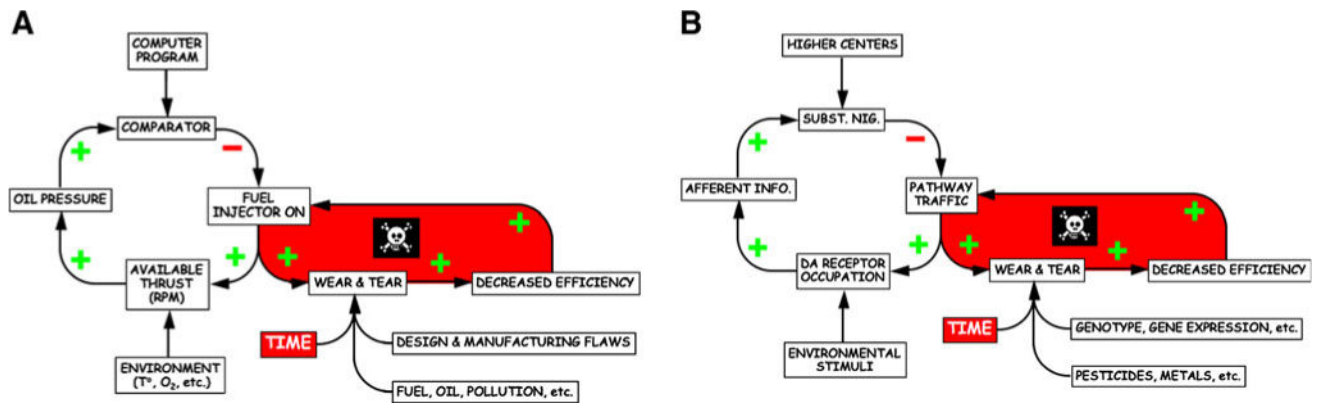 A
COMPUTER
PROGRAM
COMPARATOR
+
−
OIL PRESSURE
FUEL
INJECTOR ON
+
+
+
+
+
AVAILABLE
THRUST
(RPM)
WEAR & TEAR
DECREASED EFFICIENCY
TIME
DESIGN & MANUFACTURING FLAWS
ENVIRONMENT
(T°, O₂, etc.)
FUEL, OIL, POLLUTION, etc.
B
HIGHER CENTERS
SUBST. NIG.
+
−
AFFERENT INFO.
PATHWAY
TRAFFIC
+
+
+
+
+
DA RECEPTOR
OCCUPATION
WEAR & TEAR
DECREASED EFFICIENCY
TIME
GENOTYPE, GENE EXPRESSION, etc.
ENVIRONMENTAL
STIMULI
PESTICIDES, METALS, etc.